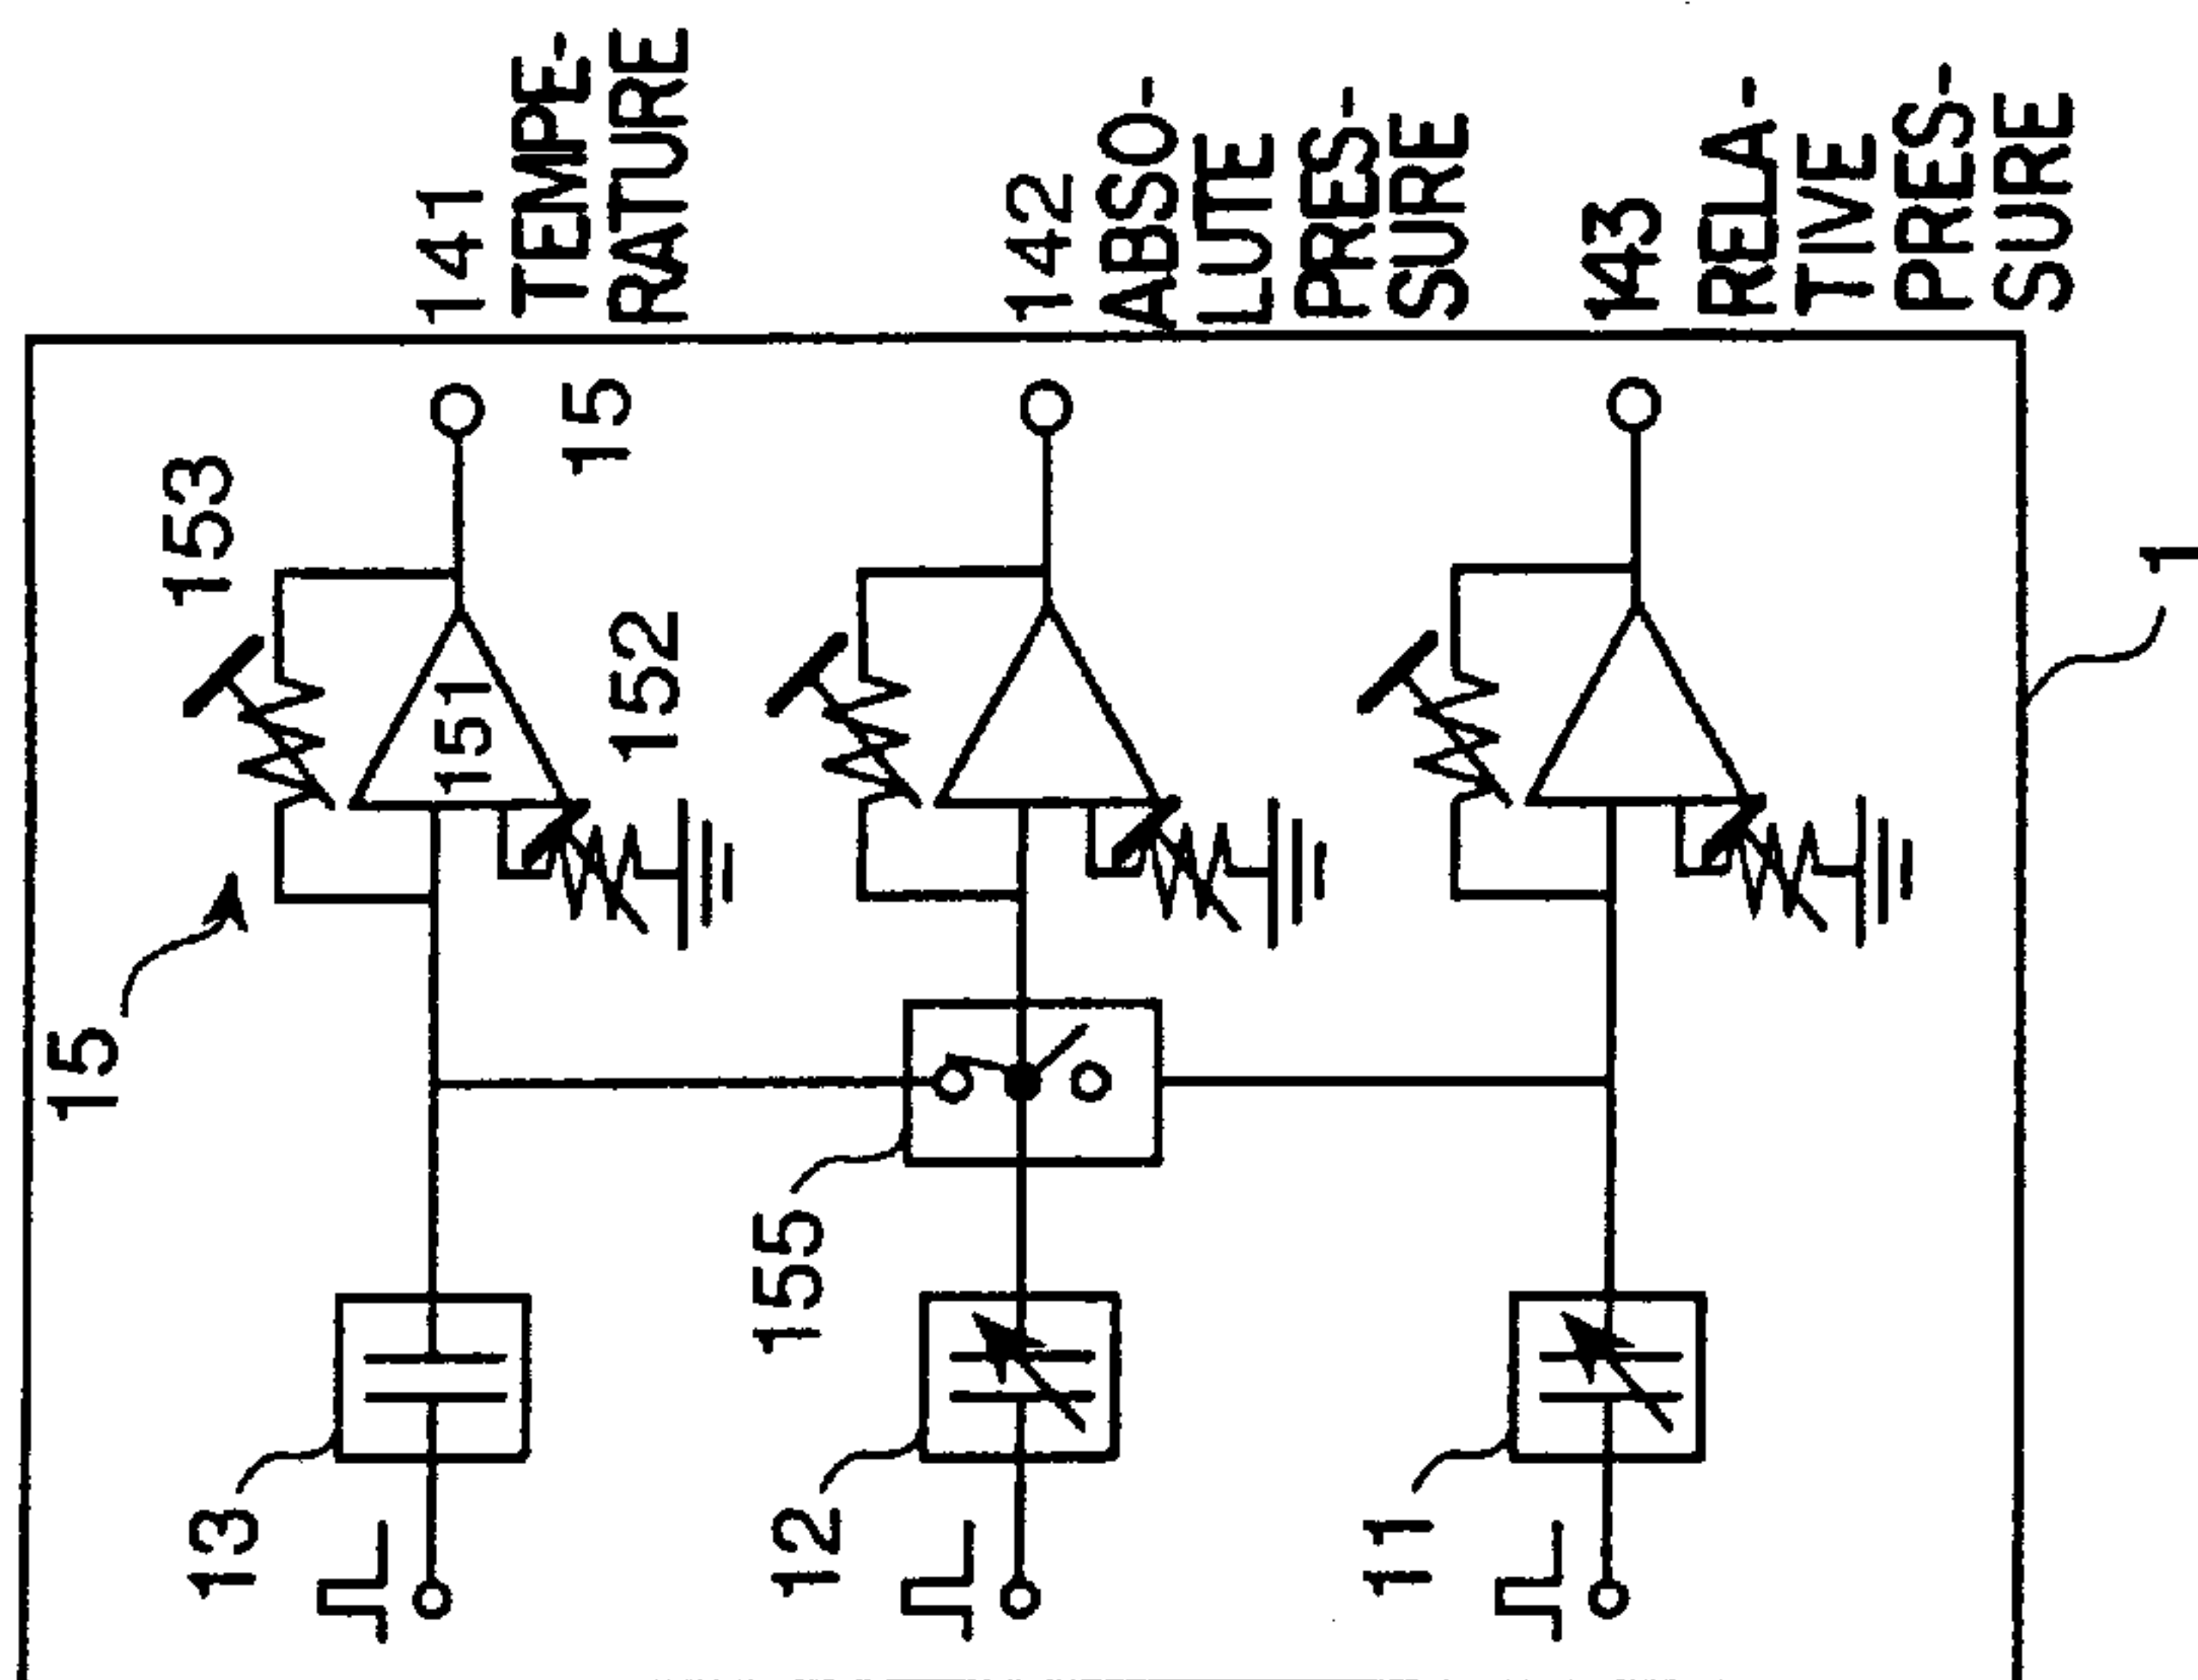 141
TEMPE-
RATURE
142
ABSO-
LUTE
PRES-
SURE
143
RELA-
TIVE
PRES-
SURE
153
15
151
152
15
155
13
12
11
1